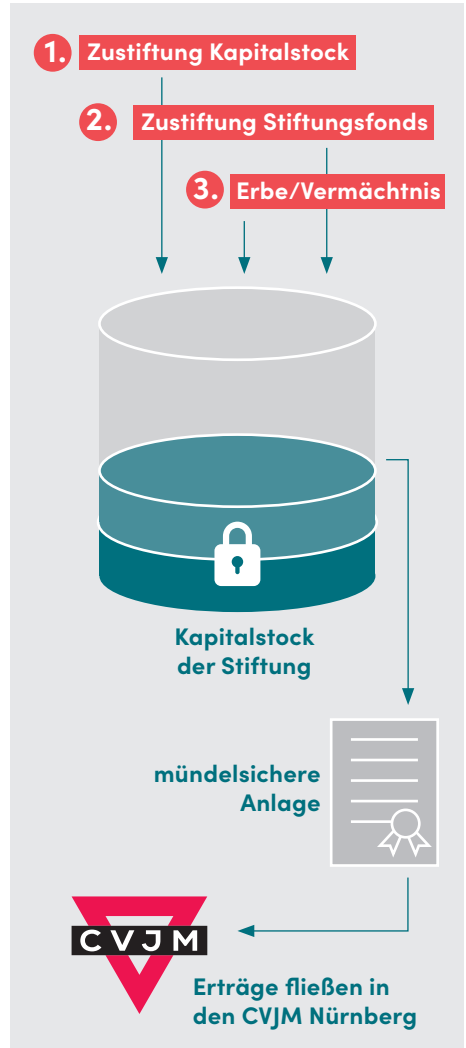 1. Zustiftung Kapitalstock
2. Zustiftung Stiftungsfonds
3. Erbe/Vermächtnis
Kapitalstock
der Stiftung
mündelsichere
Anlage
CVJM
Erträge fließen in
den CVJM Nürnberg